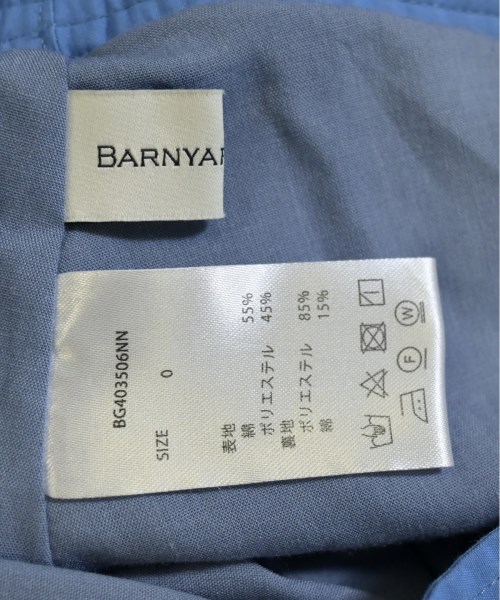 BARNYAR
BG403506NN
SIZE 0
表地
綿 55%
ポリエステル 45%
裏地
ポリエステル 85%
綿 15%
F
W